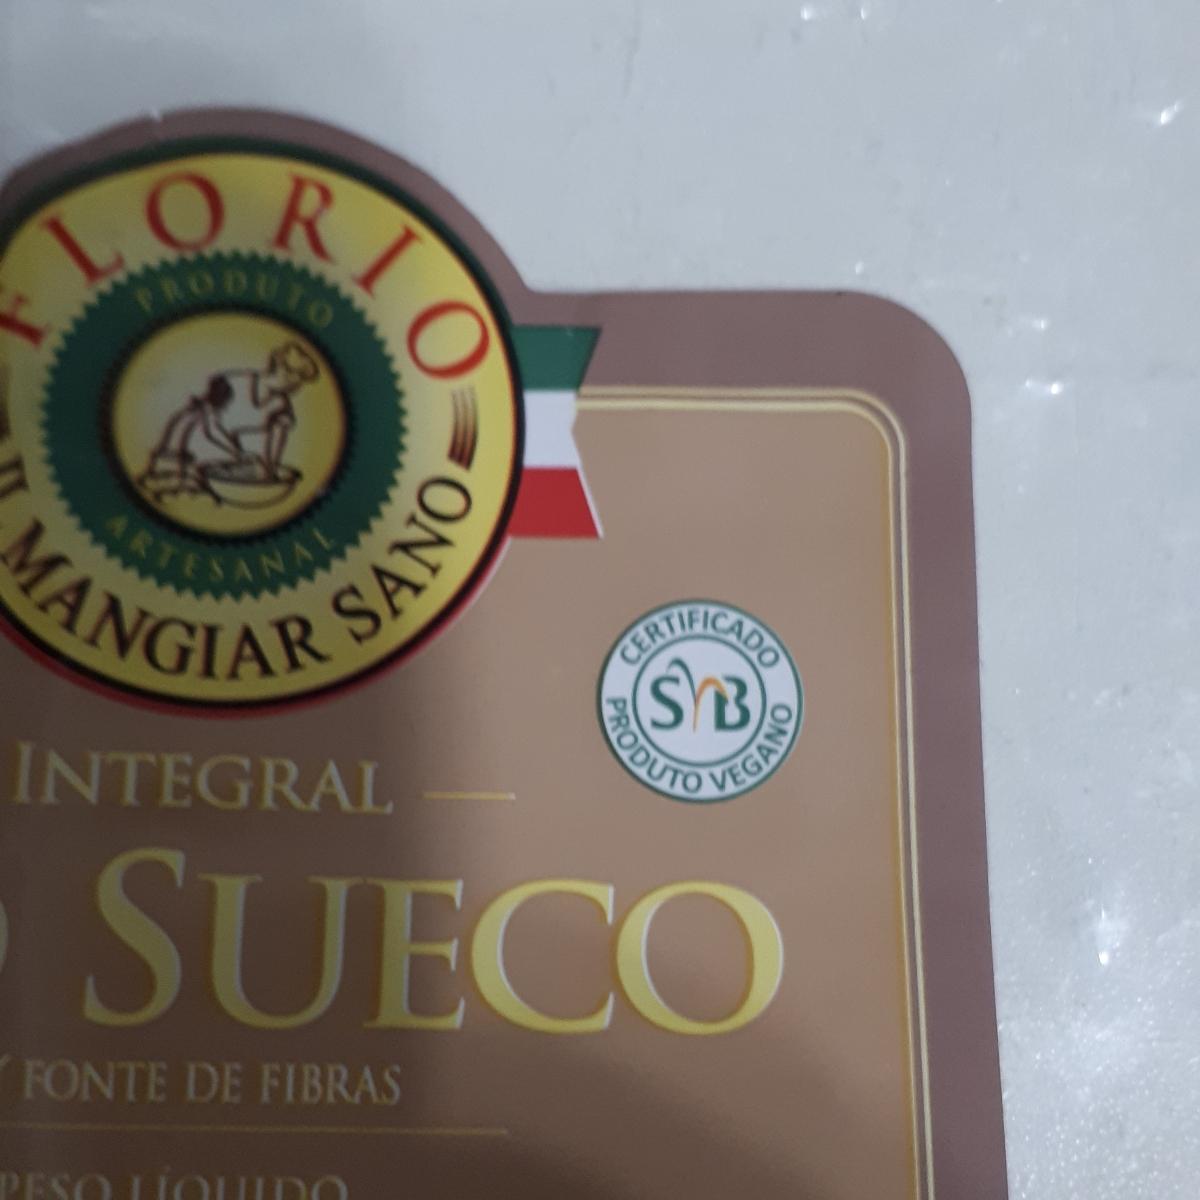 FLORIO
PRODUTO
ARTESANAL
IL MANGIAR SANO
CERTIFICADO
SVB
PRODUTO VEGANO
INTEGRAL
SUECO
FONTE DE FIBRAS
PESO LÍQUIDO